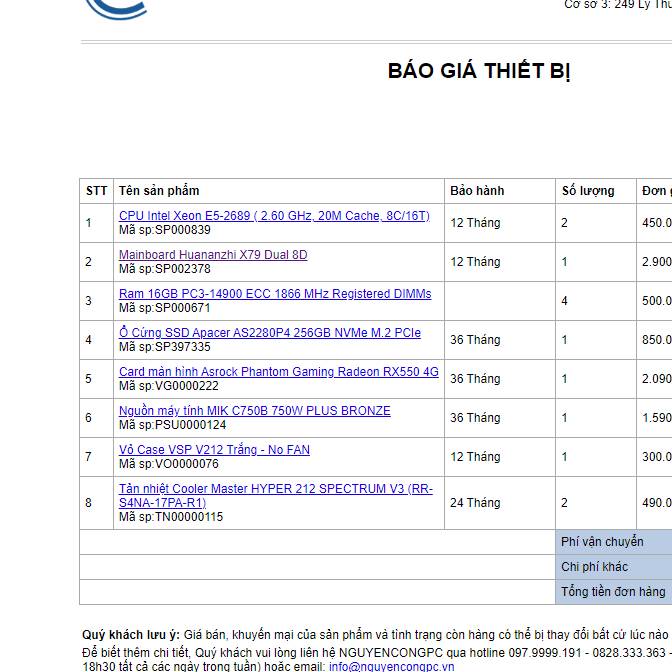 Cơ sở 3: 249 Lý
BÁO GIÁ THIẾT BỊ
STT Tên sản phẩm Bảo hành Số lượng Đơn
1 CPU Intel Xeon E5-2689 ( 2.60 GHz, 20M Cache, 8C/16T) 12 Tháng 2 450.0
Mã sp:SP000839
2 Mainboard Huananzhi X79 Dual 8D 12 Tháng 1 2.900
Mã sp:SP002378
3 Ram 16GB PC3-14900 ECC 1866 MHz Registered DIMMs 4 500.0
Mã sp:SP000671
4 Ổ Cứng SSD Apacer AS2280P4 256GB NVMe M.2 PCIe 36 Tháng 1 850.0
Mã sp:SP397335
5 Card màn hình Asrock Phantom Gaming Radeon RX550 4G 36 Tháng 1 2.090
Mã sp:VG0000222
6 Nguồn máy tính MIK C750B 750W PLUS BRONZE 36 Tháng 1 1.590
Mã sp:PSU0000124
7 Vỏ Case VSP V212 Trắng - No FAN 12 Tháng 1 300.0
Mã sp:VO0000076
8 Tản nhiệt Cooler Master HYPER 212 SPECTRUM V3 (RR-
S4NA-17PA-R1) 24 Tháng 2 490.0
Mã sp:TN00000115
Phí vận chuyển
Chi phí khác
Tổng tiền đơn hàng
Quý khách lưu ý: Giá bán, khuyến mại của sản phẩm và tình trạng còn hàng có thể bị thay đổi bất cứ lúc nào
Để biết thêm chi tiết, Quý khách vui lòng liên hệ NGUYENCONGPC qua hotline 097.9999.191 - 0828.333.363 -
18h30 tất cả các ngày trong tuần) hoặc email: info@nguyencongpc.vn